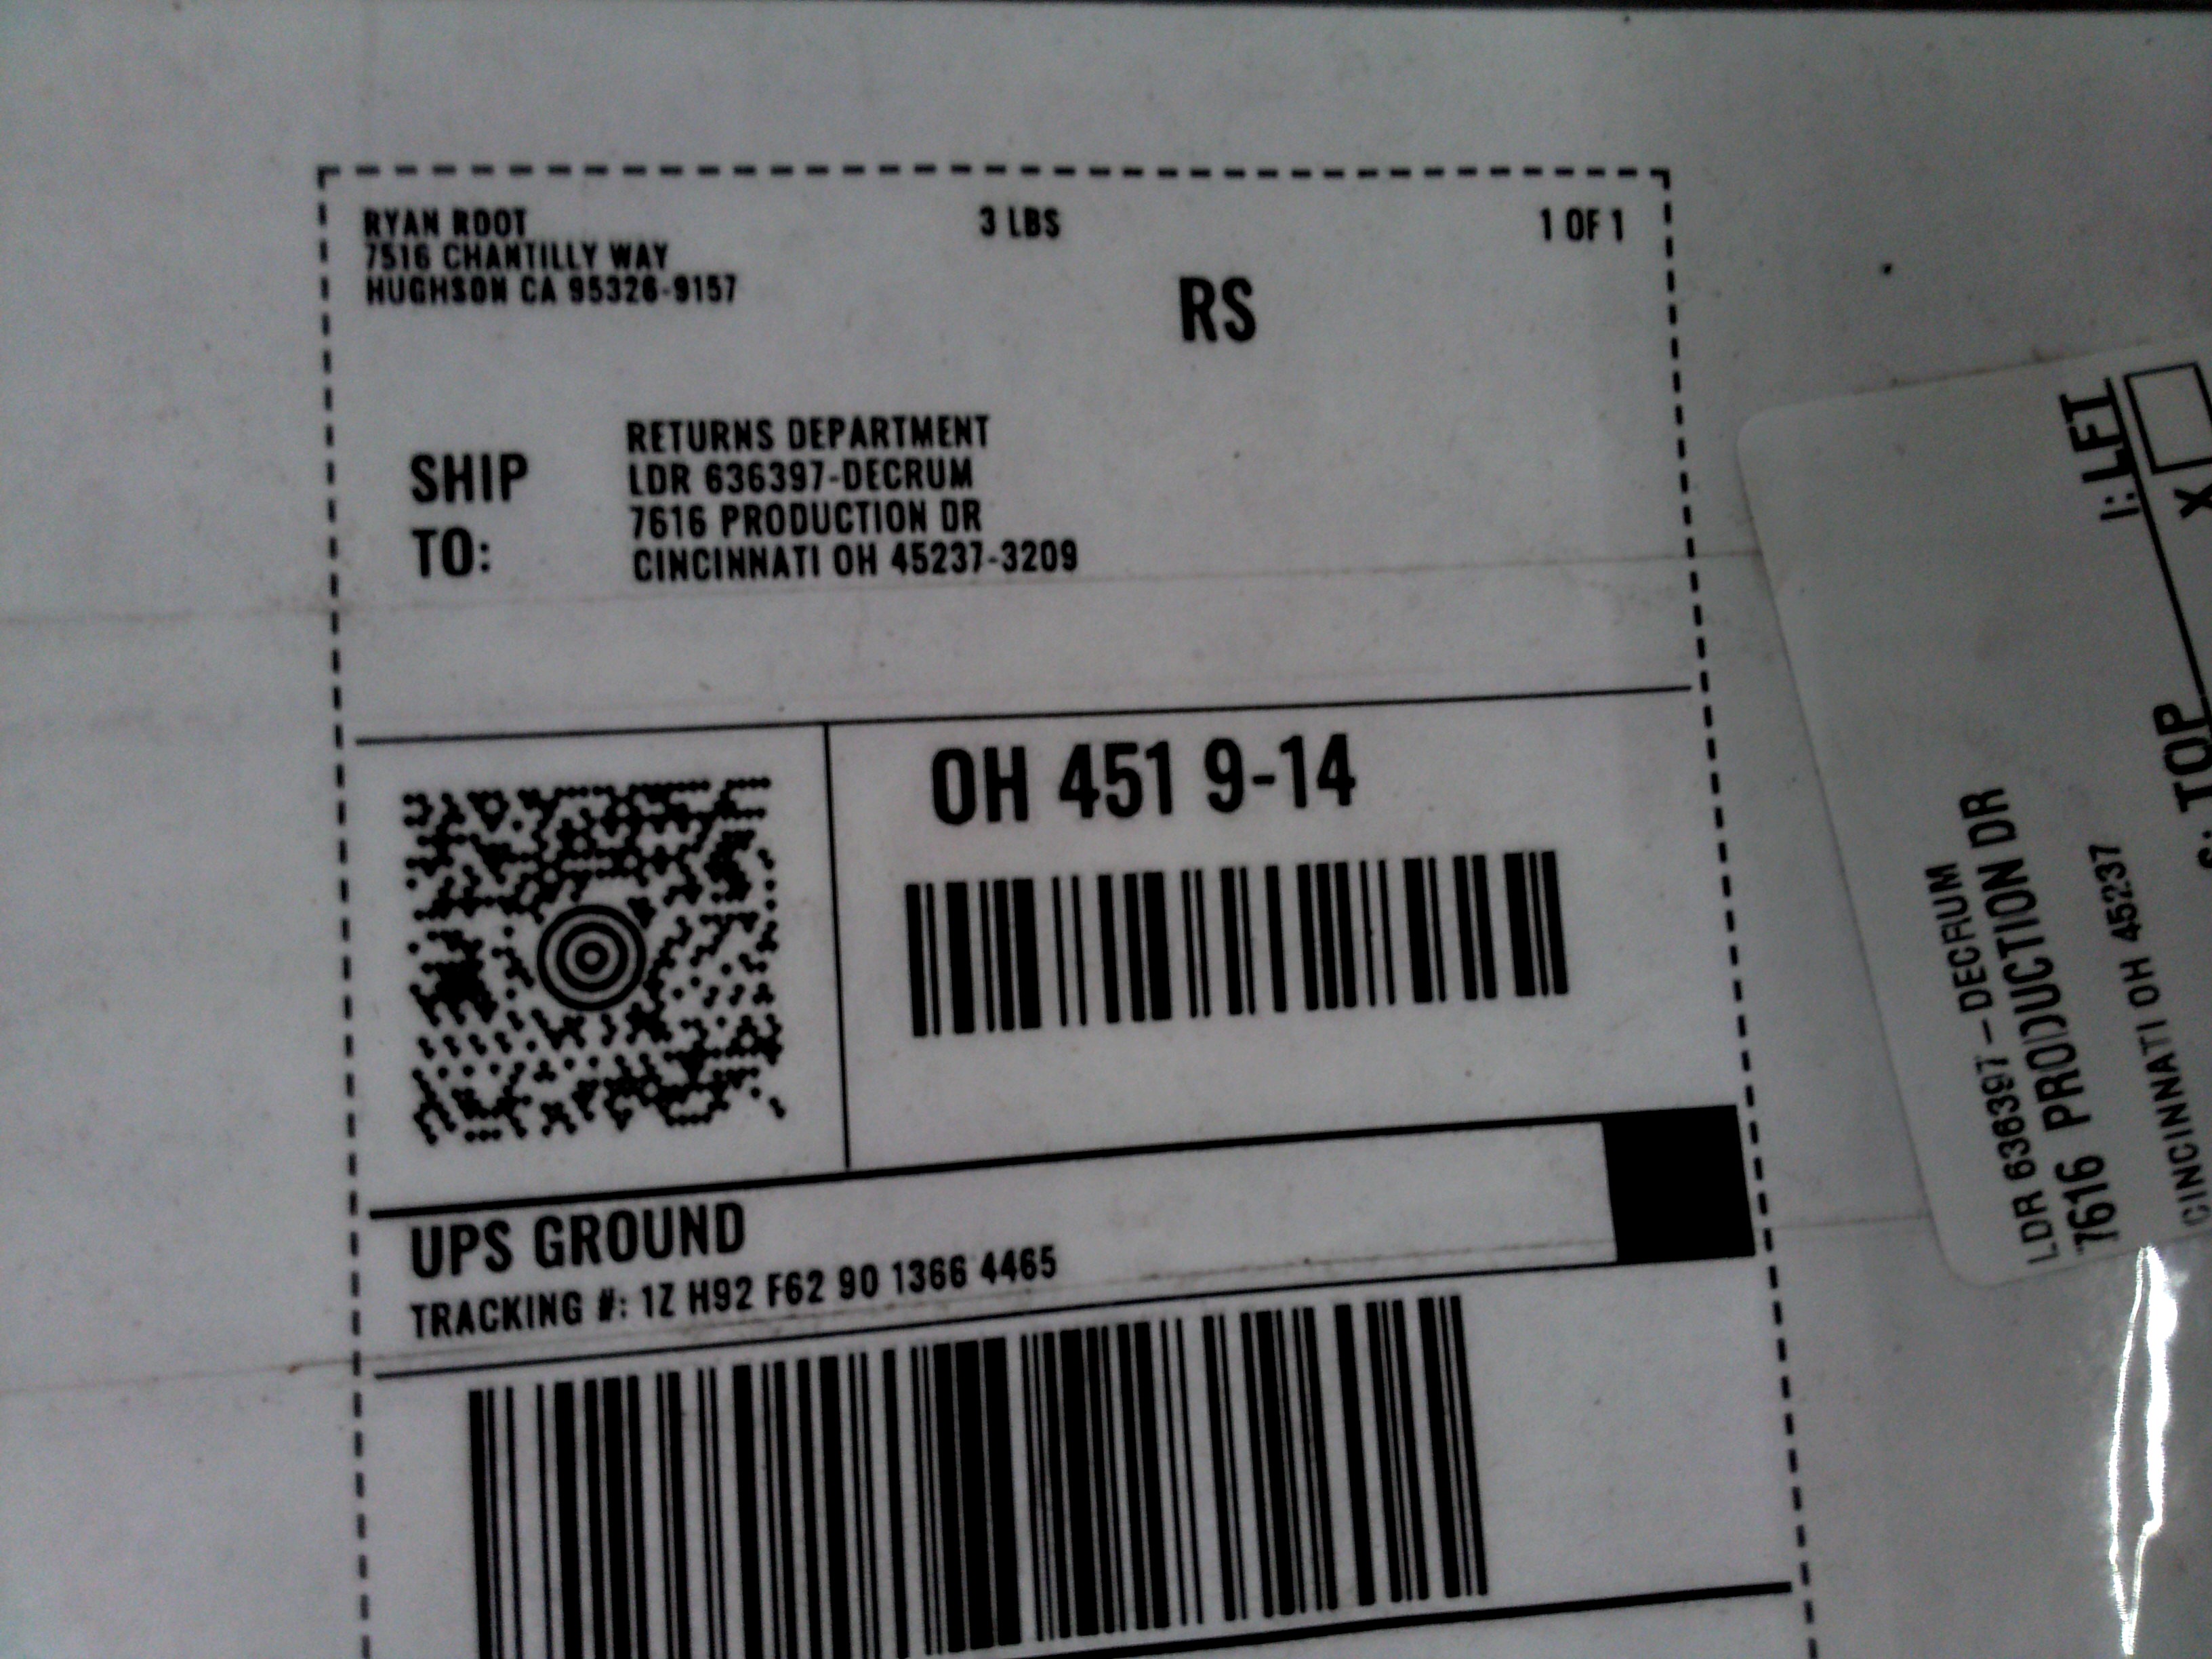 RYAN ROOT
7516 CHANTILLY WAY
HUGHSON CA 95326-9157
3 LBS
1 OF 1
RS
SHIP
TO:
RETURNS DEPARTMENT
LDR 636397-DECRUM
7616 PRODUCTION DR
CINCINNATI OH 45237-3209
OH 451 9-14
UPS GROUND
TRACKING #: 1Z H92 F62 90 1366 4465
LDR 636397 – DECRUM
7616 PRODUCTION DR
CINCINNATI OH 45237
TOP
I: LFT
X